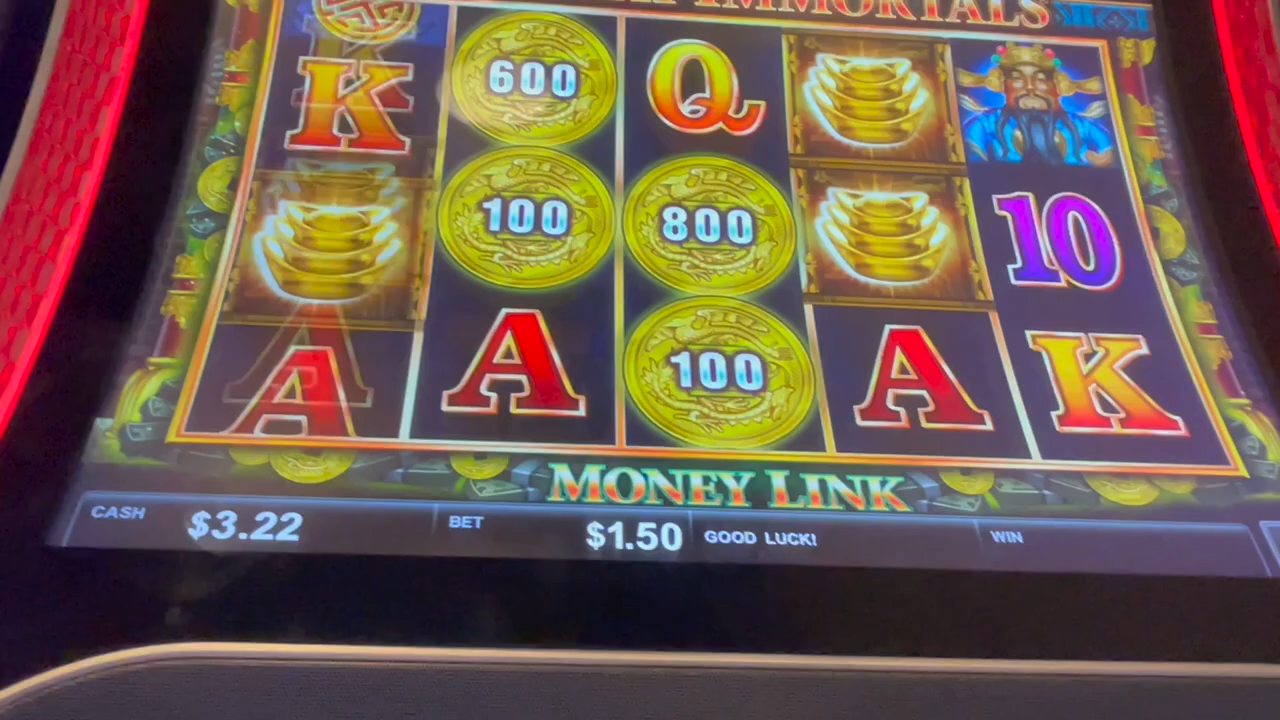 IMMORTALS
K 600 Q
100 800 10
A A 100 A K
MONEY LINK
CASH $3.22 BET $1.50 GOOD LUCK! WIN